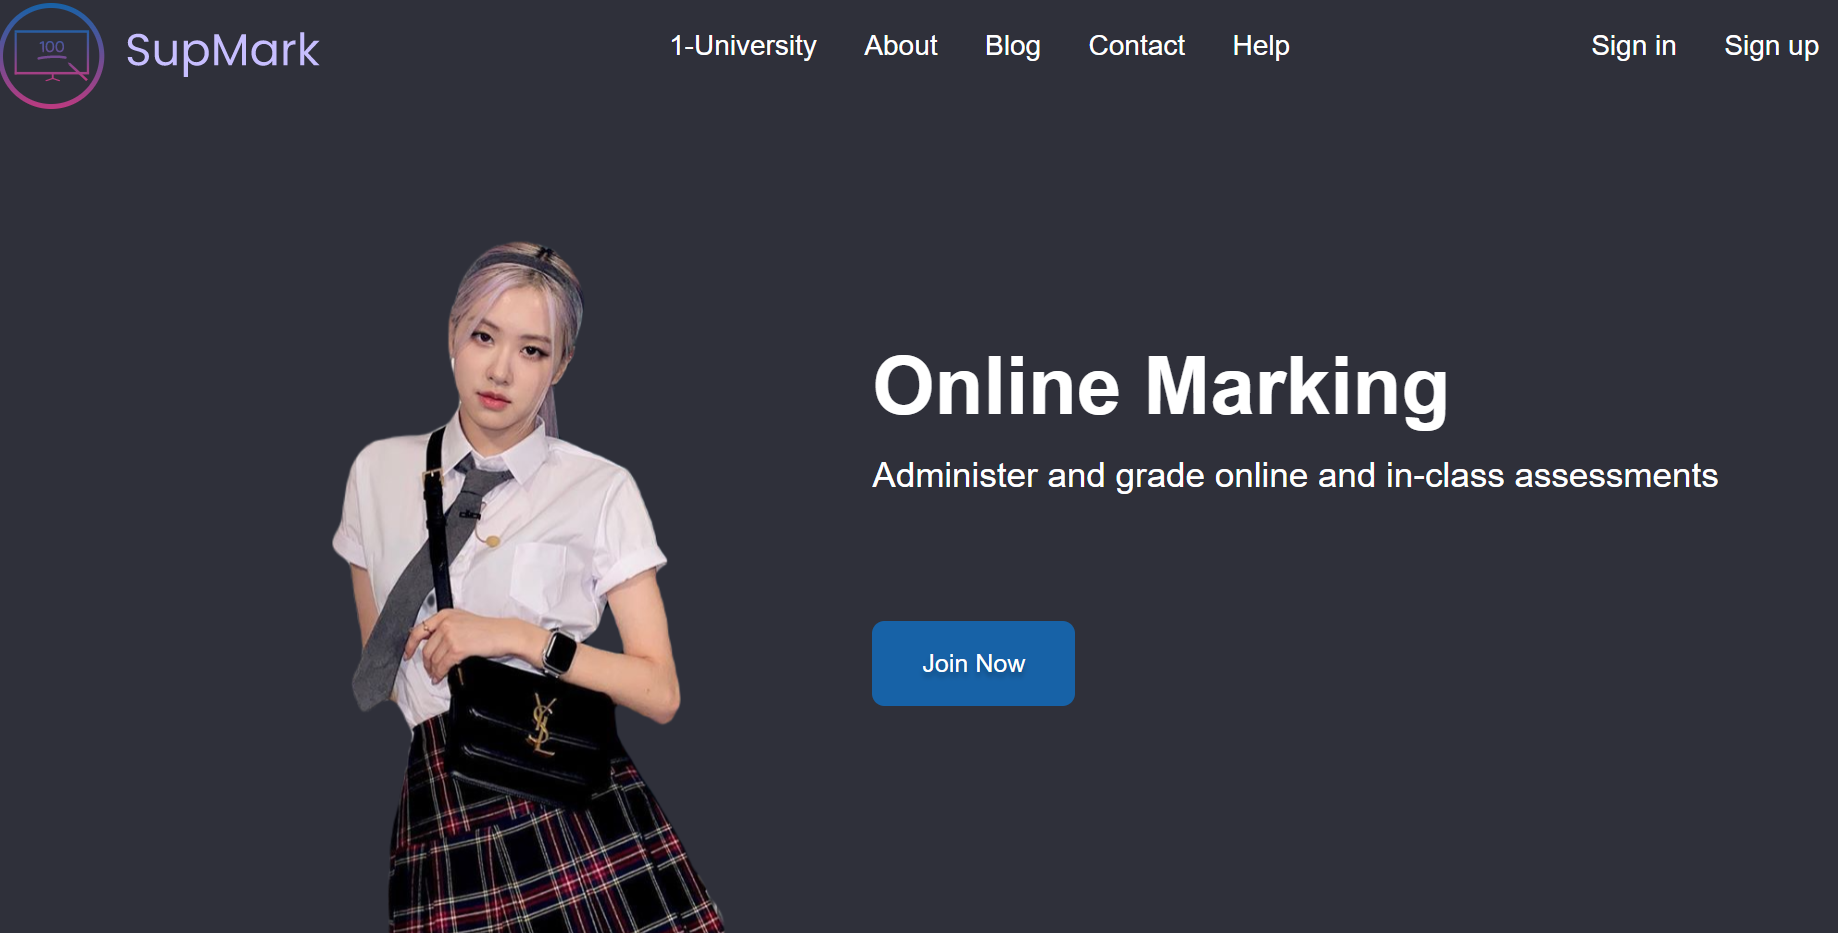 100
SupMark
1-University
About
Blog
Contact
Help
Sign in
Sign up
Online Marking
Administer and grade online and in-class assessments
Join Now
YSL